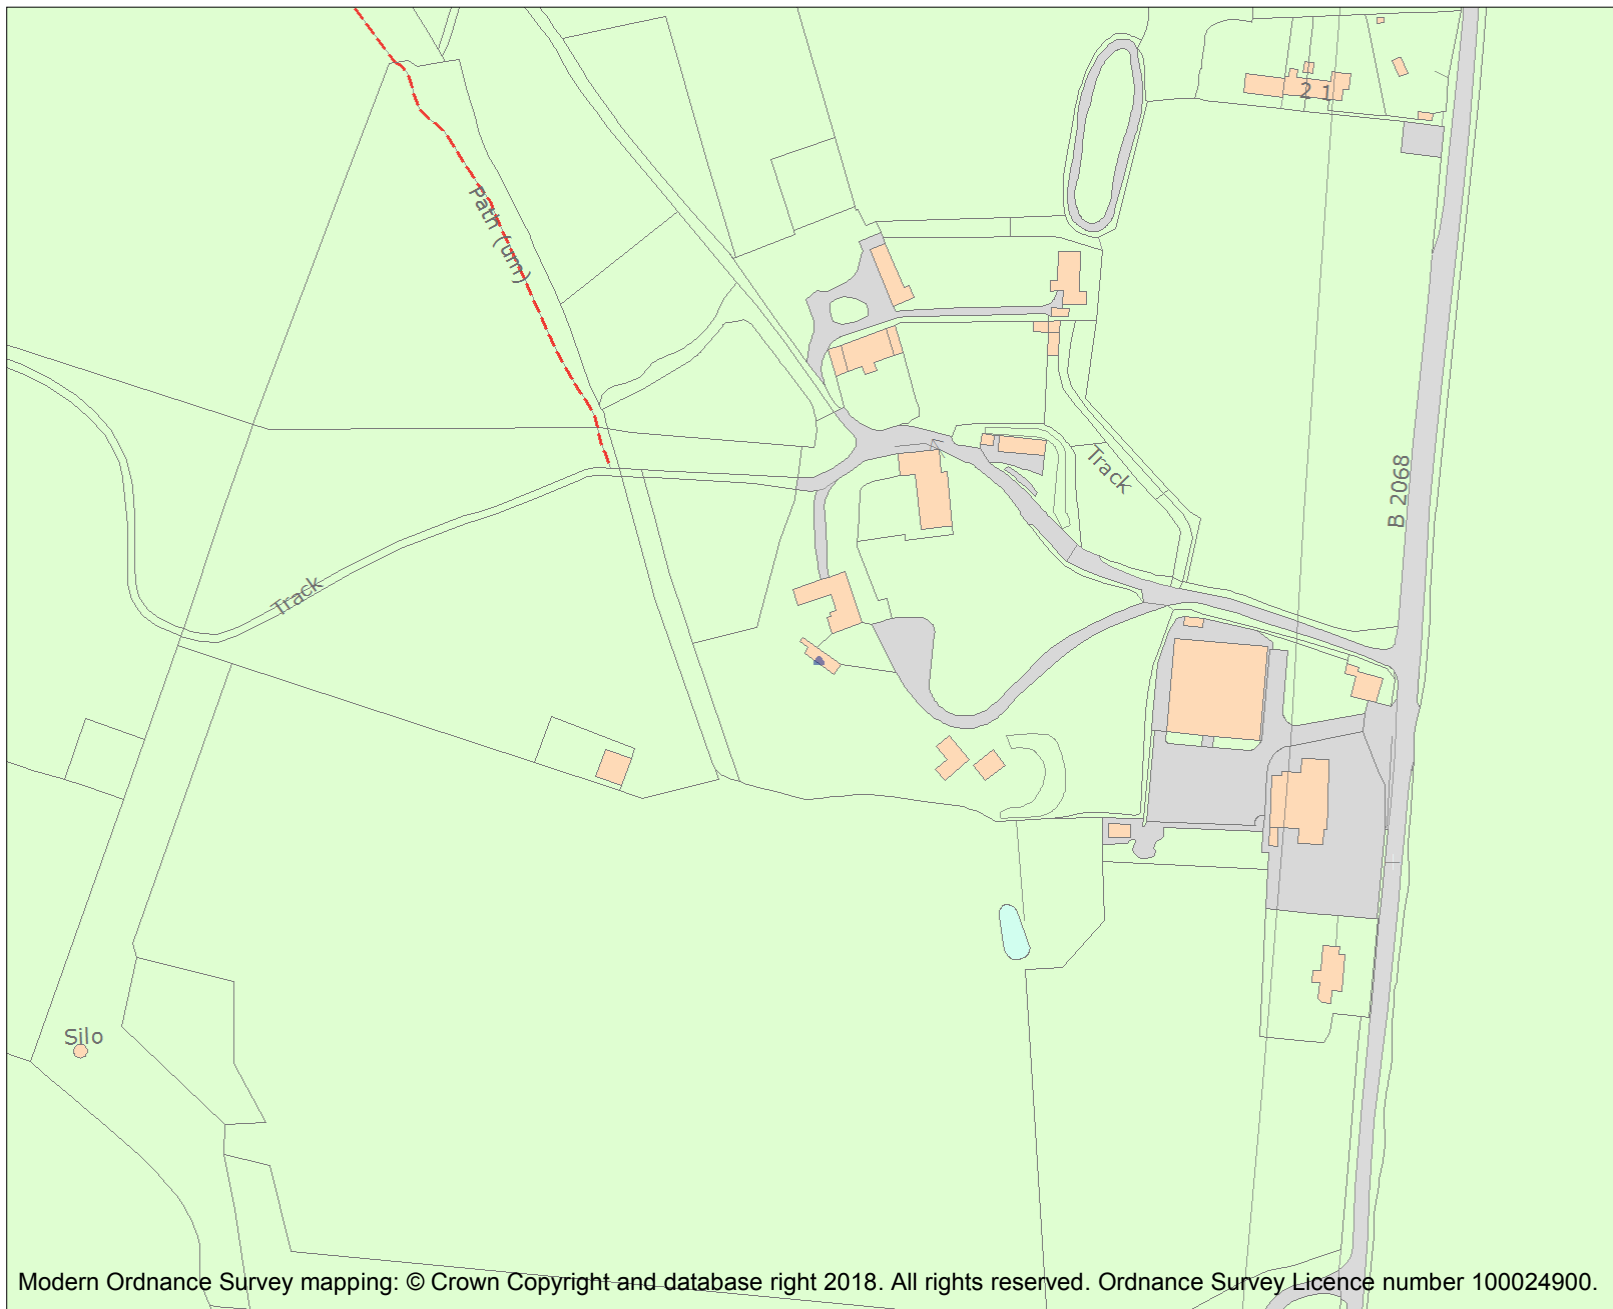 2 1
Path (um)
Track
B 2068
Track
Silo
Modern Ordnance Survey mapping: © Crown Copyright and database right 2018. All rights reserved. Ordnance Survey Licence number 100024900.